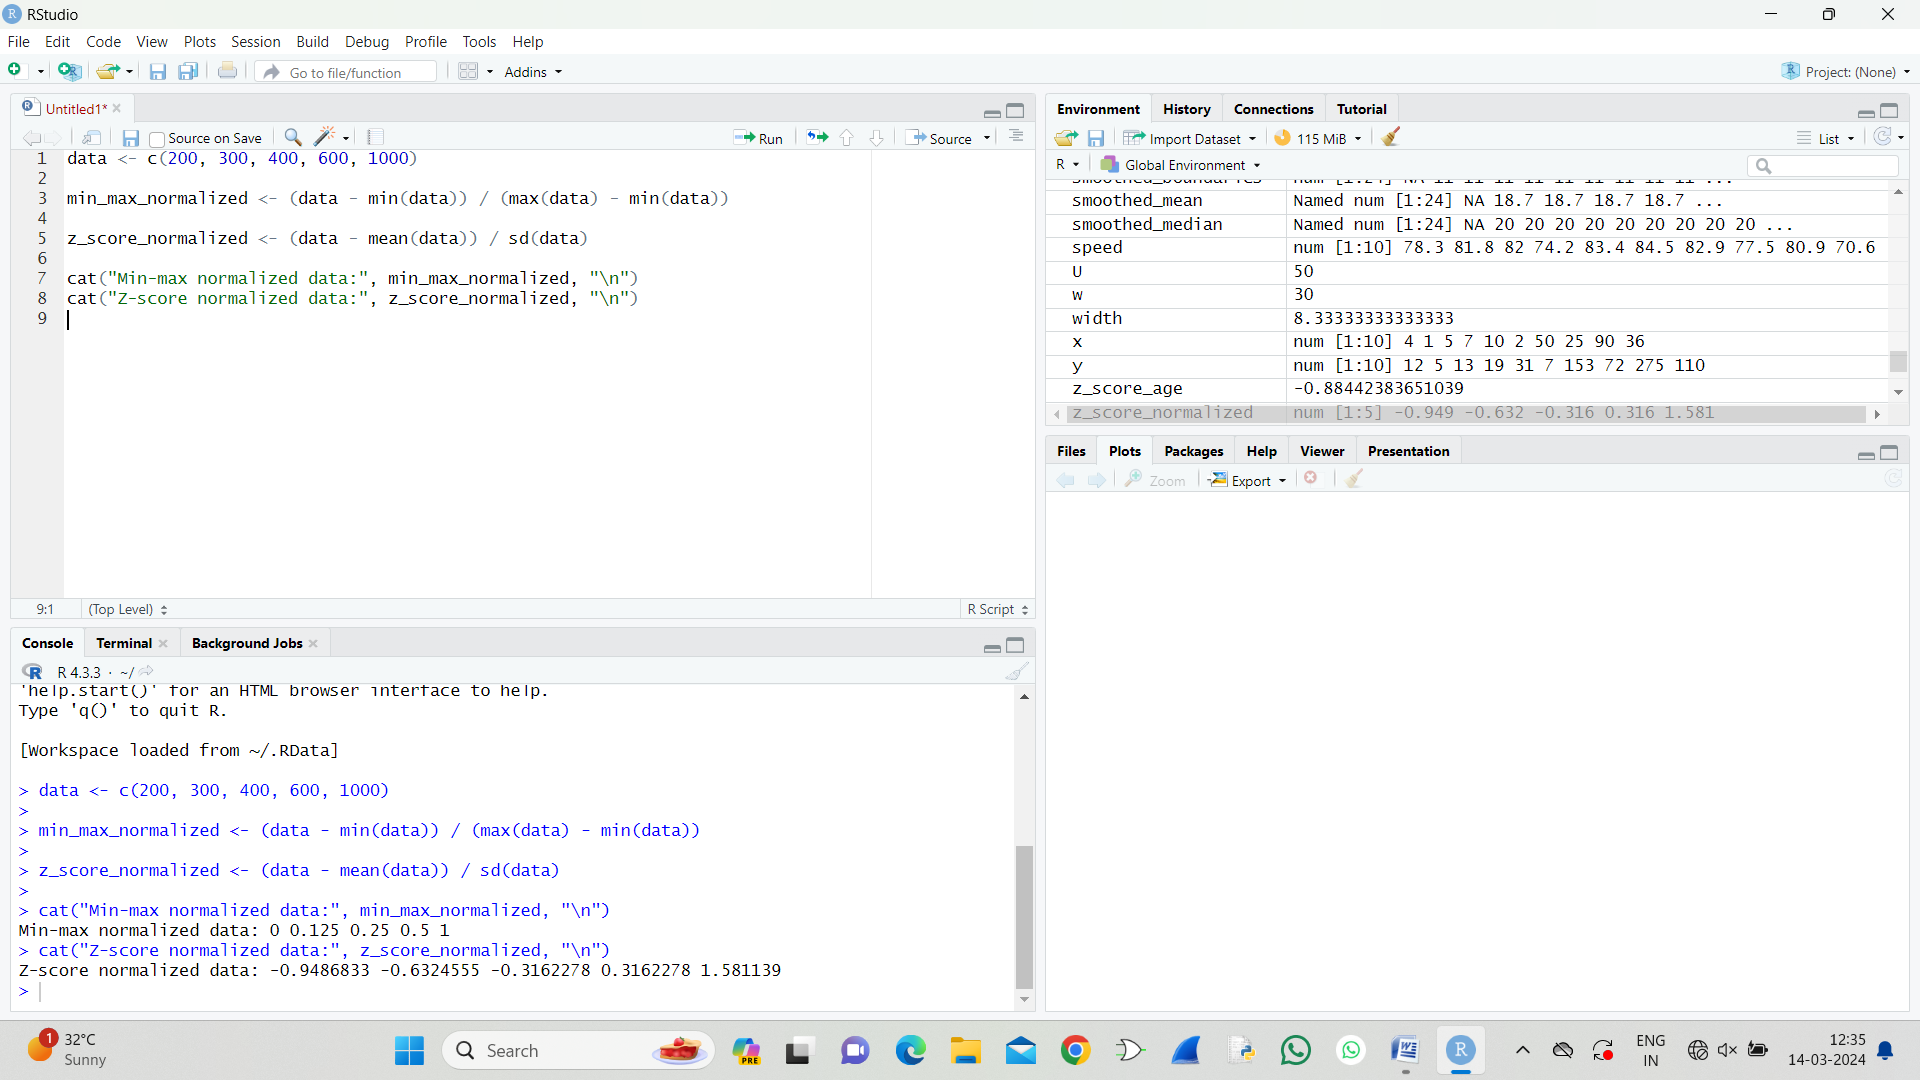 RStudio
File Edit Code View Plots Session Build Debug Profile Tools Help
Go to file/function Addins Project: (None)
Untitled1*
Source on Save Run Source
1 data <- c(200, 300, 400, 600, 1000)
2
3 min_max_normalized <- (data - min(data)) / (max(data) - min(data))
4
5 z_score_normalized <- (data - mean(data)) / sd(data)
6
7 cat("Min-max normalized data:", min_max_normalized, "\n")
8 cat("Z-score normalized data:", z_score_normalized, "\n")
9
9:1 (Top Level) R Script
Console Terminal Background Jobs
R 4.3.3 · ~/
'help.start()' for an HTML browser interface to help.
Type 'q()' to quit R.
[Workspace loaded from ~/.RData]
> data <- c(200, 300, 400, 600, 1000)
>
> min_max_normalized <- (data - min(data)) / (max(data) - min(data))
>
> z_score_normalized <- (data - mean(data)) / sd(data)
>
> cat("Min-max normalized data:", min_max_normalized, "\n")
Min-max normalized data: 0 0.125 0.25 0.5 1
> cat("Z-score normalized data:", z_score_normalized, "\n")
Z-score normalized data: -0.9486833 -0.6324555 -0.3162278 0.3162278 1.581139
>
Environment History Connections Tutorial
Import Dataset 115 MiB List
R Global Environment
smoothed_mean Named num [1:24] NA 18.7 18.7 18.7 18.7 ...
smoothed_median Named num [1:24] NA 20 20 20 20 20 20 20 20 20 ...
speed num [1:10] 78.3 81.8 82 74.2 83.4 84.5 82.9 77.5 80.9 70.6
U 50
w 30
width 8.33333333333333
x num [1:10] 4 1 5 7 10 2 50 25 90 36
y num [1:10] 12 5 13 19 31 7 153 72 275 110
z_score_age -0.88442383651039
z_score_normalized num [1:5] -0.949 -0.632 -0.316 0.316 1.581
Files Plots Packages Help Viewer Presentation
Zoom Export
1 32°C
Sunny
Search
PRE
ENG
IN
12:35
14-03-2024